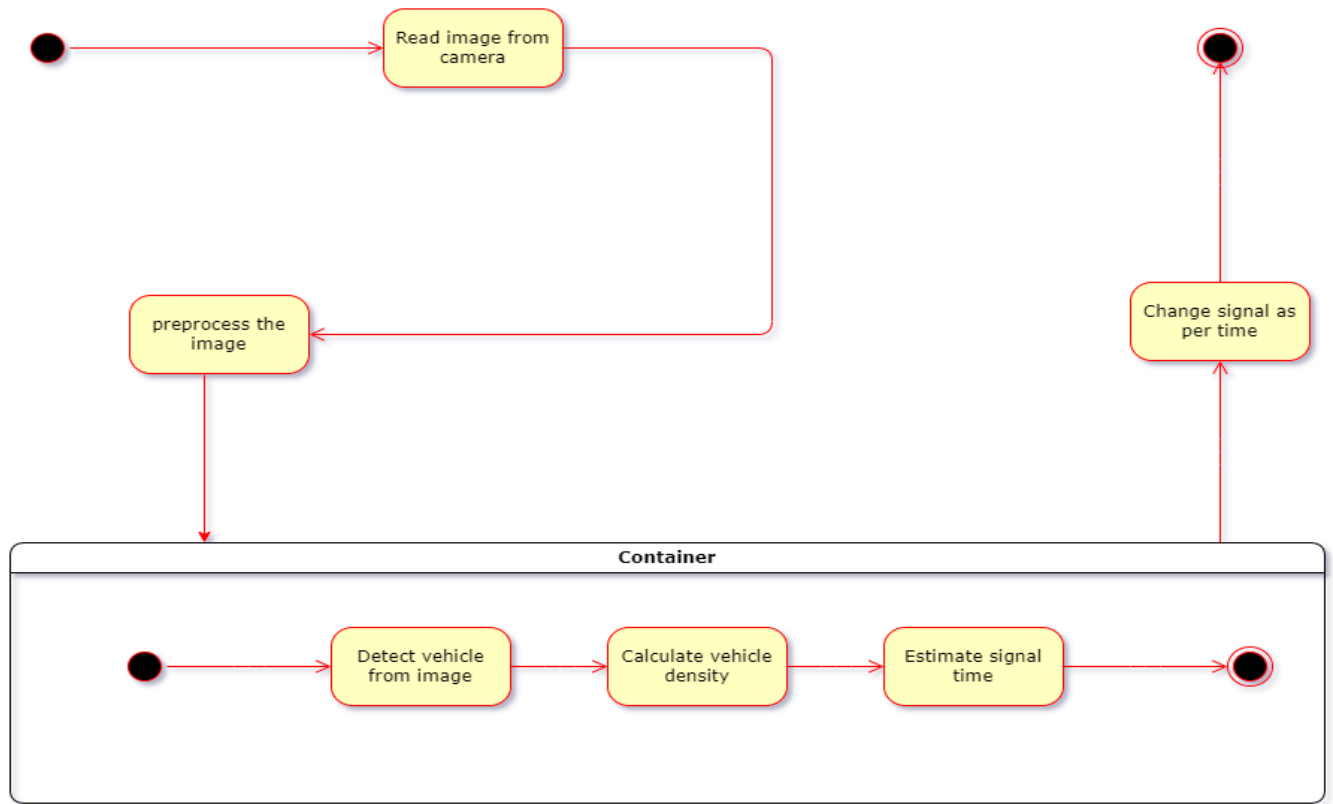 Read image from
camera
preprocess the
image
Change signal as
per time
Container
Detect vehicle
from image
Calculate vehicle
density
Estimate signal
time